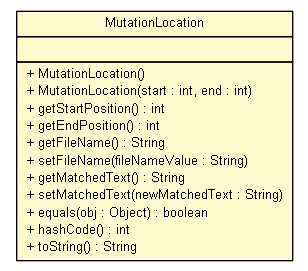 MutationLocation
+ MutationLocation()
+ MutationLocation(start : int, end : int)
+ getStartPosition() : int
+ getEndPosition() : int
+ getFileName() : String
+ setFileName(fileNameValue : String)
+ getMatchedText() : String
+ setMatchedText(newMatchedText : String)
+ equals(obj : Object) : boolean
+ hashCode() : int
+ toString() : String